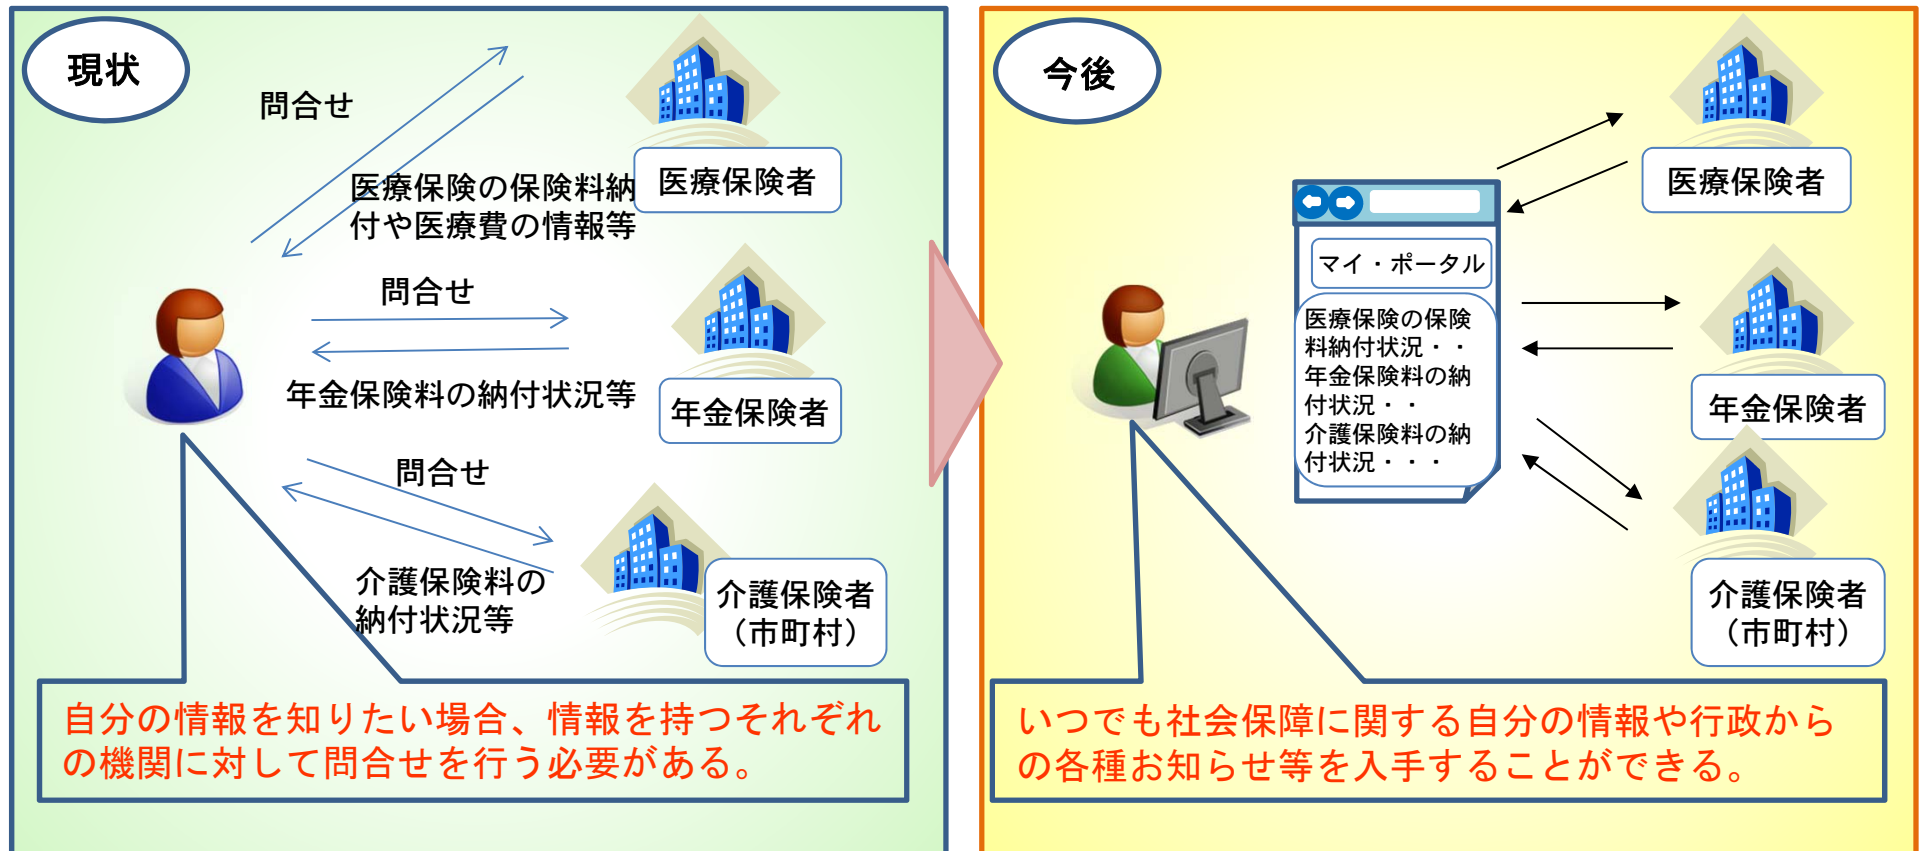 現状
問合せ
医療保険の保険料納
付や医療費の情報等
医療保険者
問合せ
年金保険料の納付状況等
年金保険者
問合せ
介護保険料の
納付状況等
介護保険者
（市町村）
自分の情報を知りたい場合、情報を持つそれぞれ
の機関に対して問合せを行う必要がある。
今後
医療保険者
マイ・ポータル
医療保険の保険
料納付状況・・
年金保険料の納
付状況・・
介護保険料の納
付状況・・・
年金保険者
介護保険者
（市町村）
いつでも社会保障に関する自分の情報や行政から
の各種お知らせ等を入手することができる。